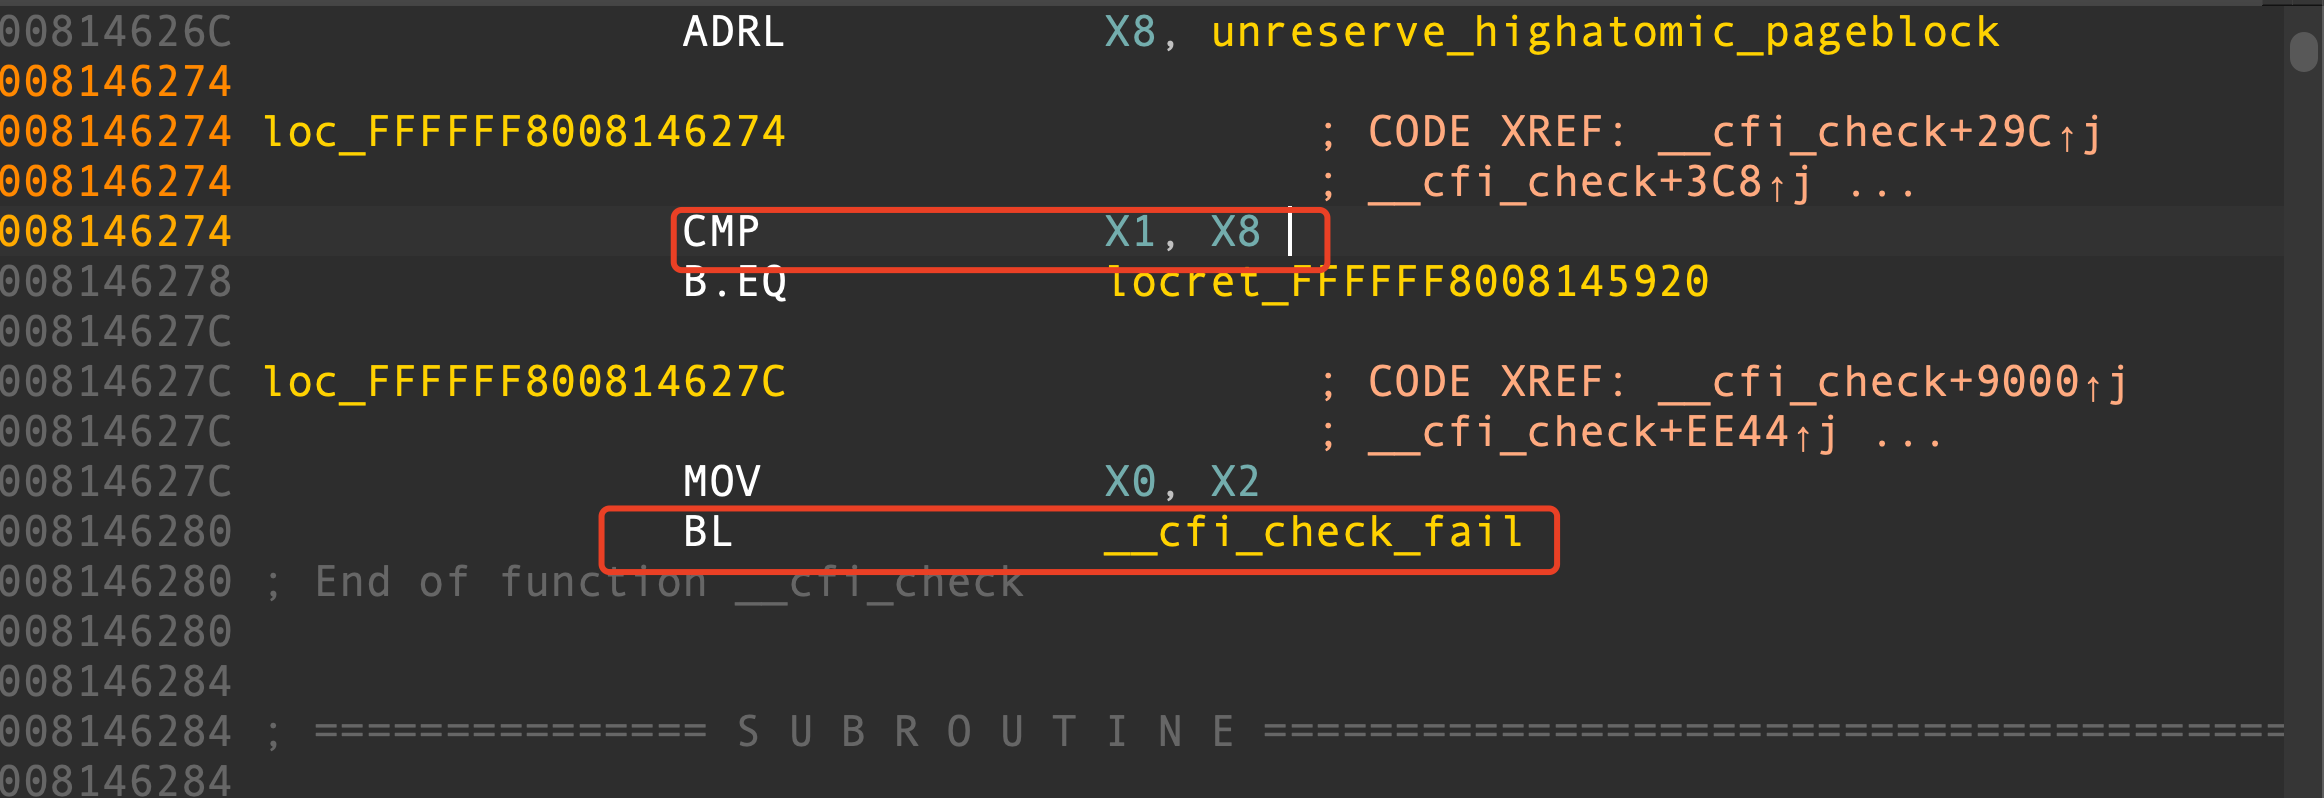 00814626C ADRL X8, unreserve_highatomic_pageblock
008146274
008146274 loc_FFFFFF8008146274 ; CODE XREF: __cfi_check+29C↑j
008146274 ; __cfi_check+3C8↑j ...
008146274 CMP X1, X8
008146278 B.EQ locret_FFFFFF8008145920
00814627C
00814627C loc_FFFFFF800814627C ; CODE XREF: __cfi_check+9000↑j
00814627C ; __cfi_check+EE44↑j ...
00814627C MOV X0, X2
008146280 BL __cfi_check_fail
008146280 ; End of function __cfi_check
008146280
008146284
008146284 ; =============== S U B R O U T I N E =======================================
008146284